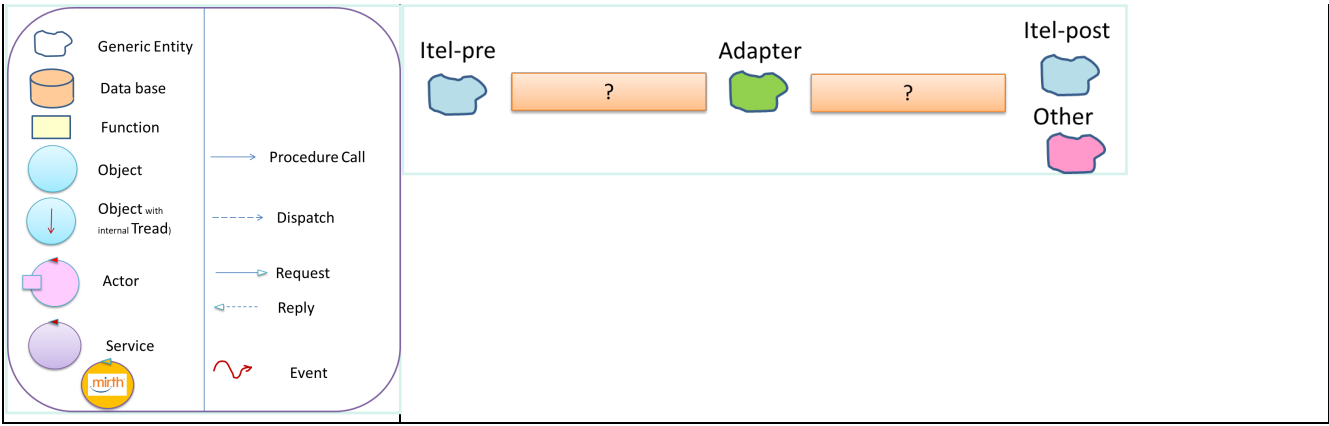 Generic Entity
Data base
Function
Object
Object with
internal Tread)
Actor
Service
mirth
Procedure Call
Dispatch
Request
Reply
Event
Itel-pre
?
Adapter
?
Itel-post
Other